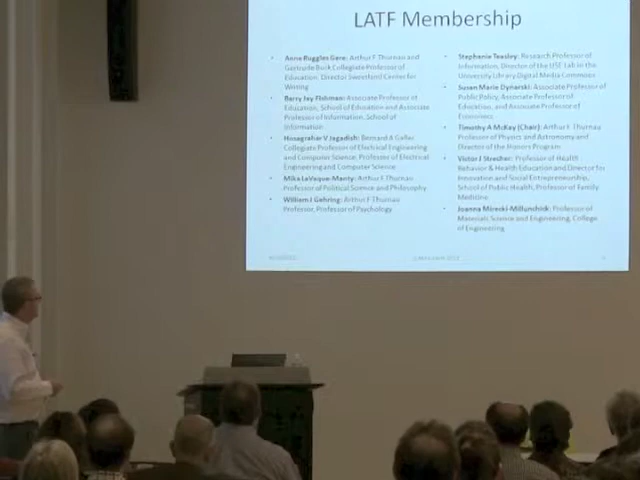 LATF Membership
Anne Ruggles Gere: Arthur F Thurnau and
Gertrude Buck Collegiate Professor of
Education, Director Sweetland Center for
Writing
Barry Jay Fishman: Associate Professor of
Education, School of Education and Associate
Professor of Information, School of
Information
Hosagrahar V Jagadish: Bernard A Galler
Collegiate Professor of Electrical Engineering
and Computer Science, Professor of Electrical
Engineering and Computer Science
Mika LaVaque-Manty: Arthur F Thurnau
Professor of Political Science and Philosophy
William J Gehring: Arthur F Thurnau
Professor, Professor of Psychology
Stephanie Teasley: Research Professor of
Information, Director of the USE Lab in the
University Library Digital Media Commons
Susan Marie Dynarski: Associate Professor of
Public Policy, Associate Professor of
Education, and Associate Professor of
Economics
Timothy A McKay (Chair): Arthur F Thurnau
Professor of Physics and Astronomy and
Director of the Honors Program
Victor J Strecher: Professor of Health
Behavior & Health Education and Director for
Innovation and Social Entrepreneurship,
School of Public Health, Professor of Family
Medicine
Joanna Mirecki Millunchick: Professor of
Materials Science and Engineering, College
of Engineering